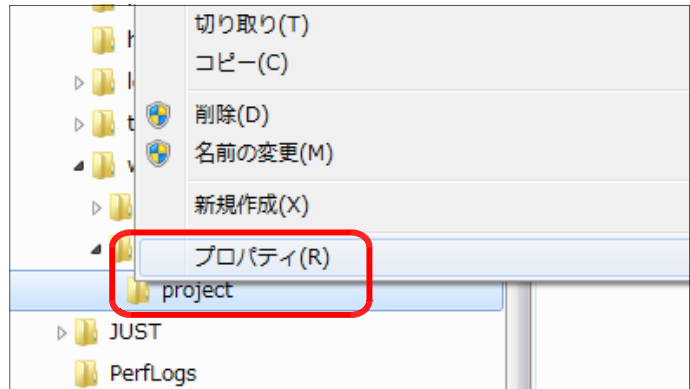 切り取り(T)
コピー(C)
削除(D)
名前の変更(M)
新規作成(X)
プロパティ(R)
project
JUST
PerfLogs